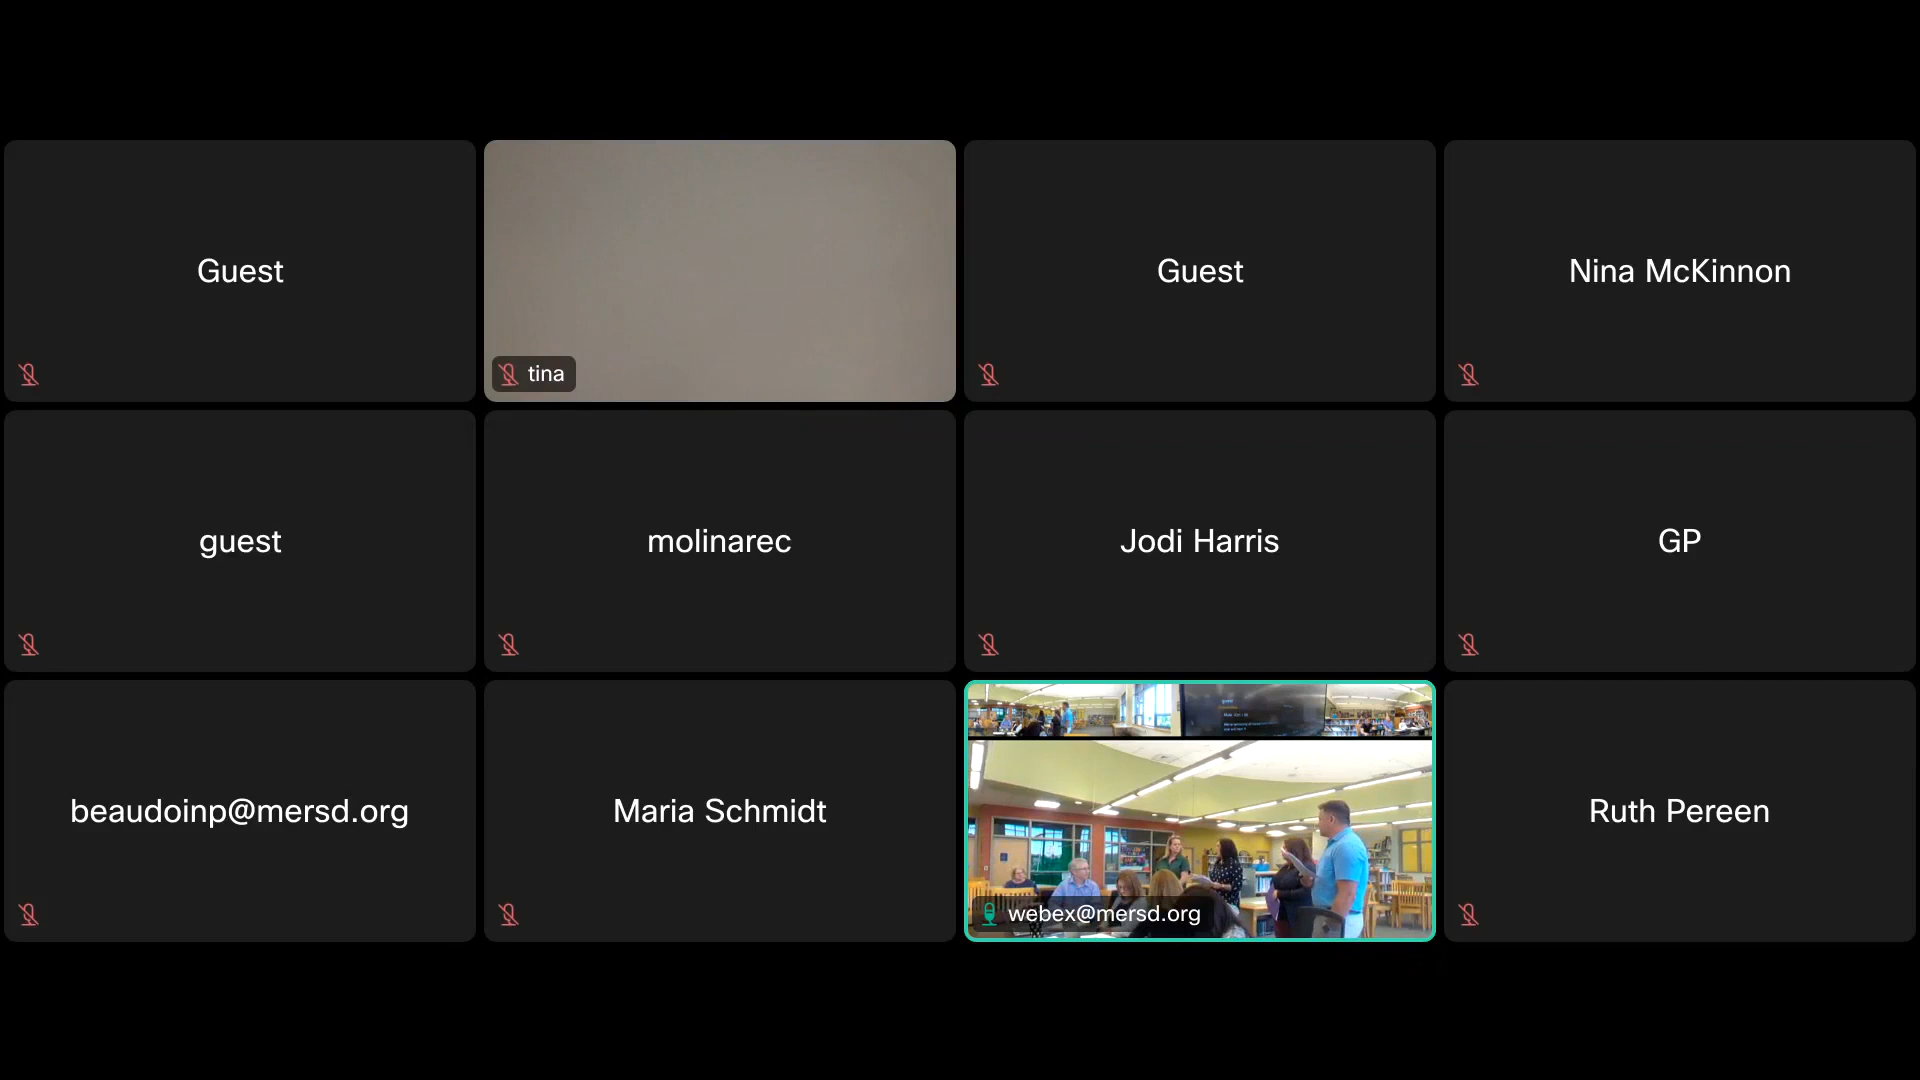 Guest
tina
Guest
Nina McKinnon
guest
molinarec
Jodi Harris
GP
beaudoinp@mersd.org
Maria Schmidt
webex@mersd.org
Ruth Pereen